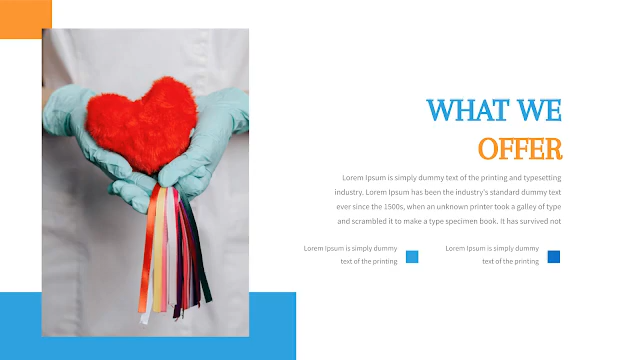 WHAT WE
OFFER
Lorem Ipsum is simply dummy text of the printing and typesetting
industry. Lorem Ipsum has been the industry's standard dummy text
ever since the 1500s, when an unknown printer took a galley of type
and scrambled it to make a type specimen book. It has survived not
Lorem Ipsum is simply dummy
text of the printing
Lorem Ipsum is simply dummy
text of the printing